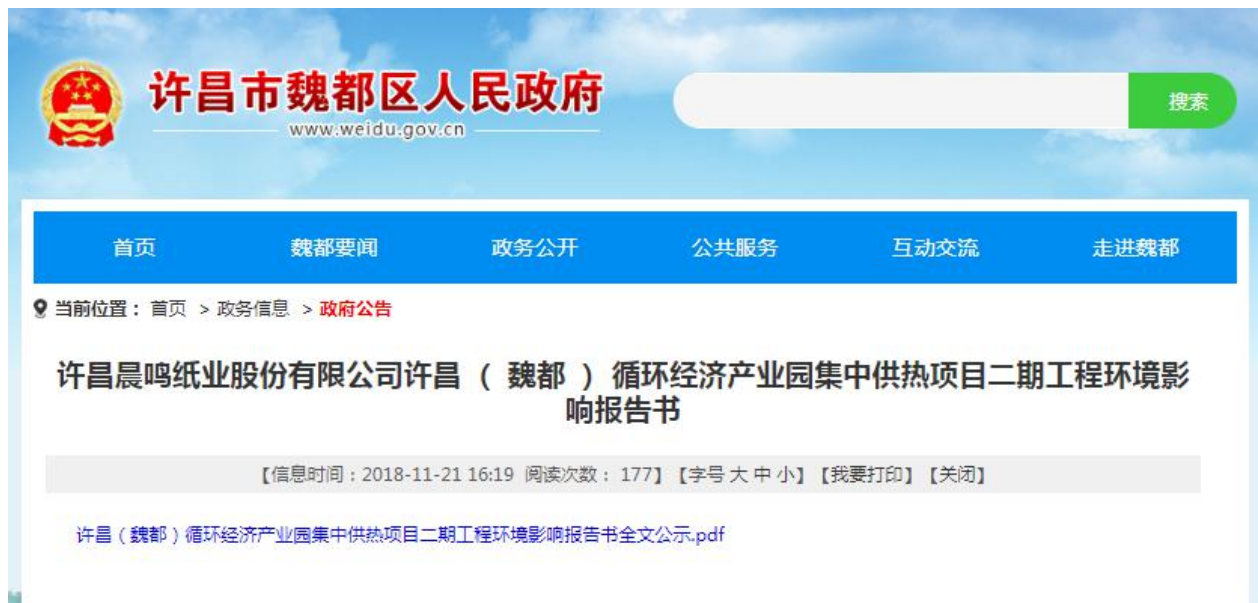 许昌市魏都区人民政府
www.weidu.gov.cn
搜索
首页 魏都要闻 政务公开 公共服务 互动交流 走进魏都
当前位置：首页 > 政务信息 > 政府公告
许昌晨鸣纸业股份有限公司许昌（魏都）循环经济产业园集中供热项目二期工程环境影
响报告书
【信息时间：2018-11-21 16:19 阅读次数：177】【字号 大 中 小】【我要打印】【关闭】
许昌（魏都）循环经济产业园集中供热项目二期工程环境影响报告书全文公示.pdf